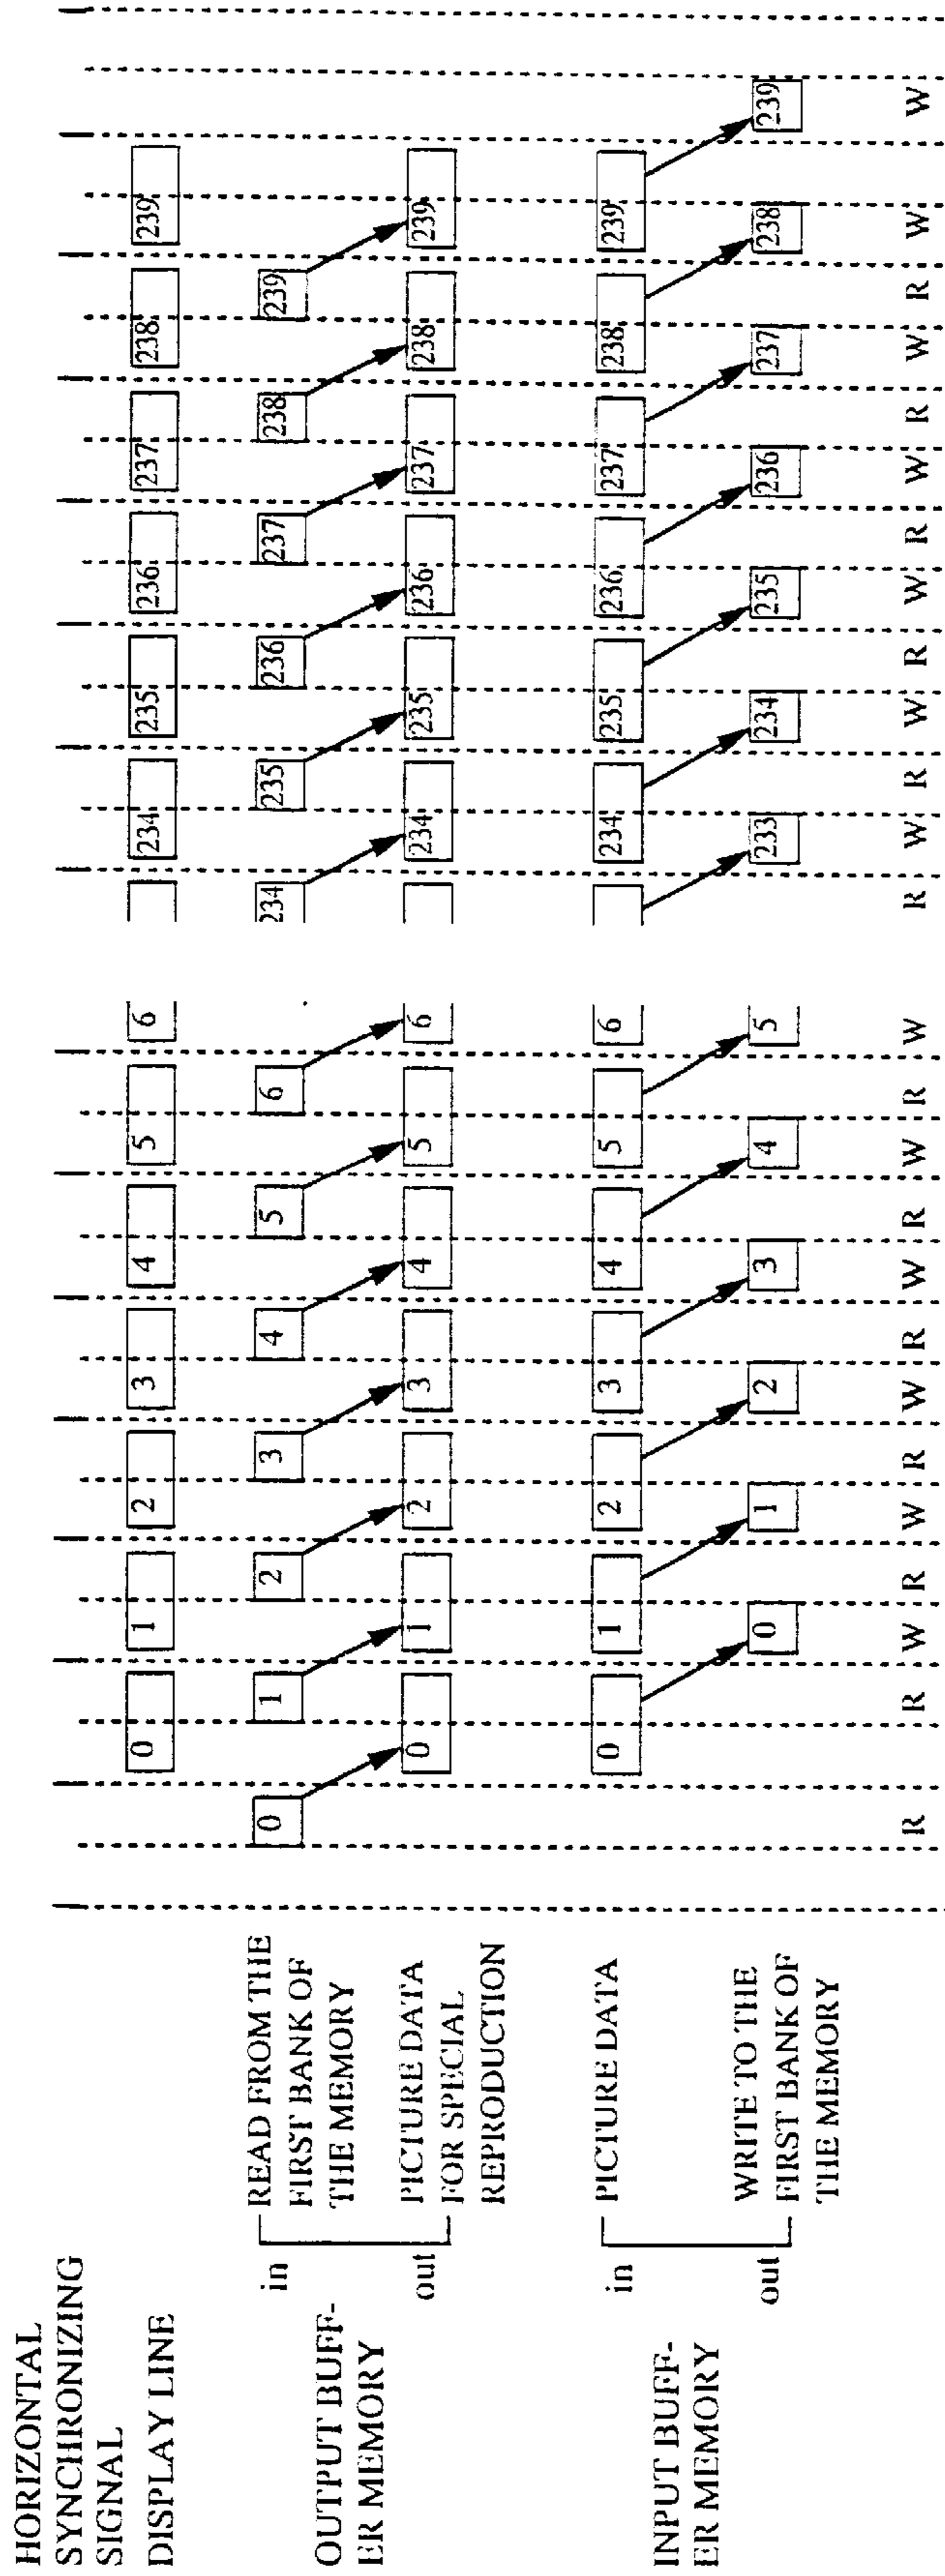 HORIZONTAL
SYNCHRONIZING
SIGNAL
DISPLAY LINE 0 1 2 3 4 5 6 234 235 236 237 238 239
OUTPUT BUFF-
ER MEMORY
in
READ FROM THE
FIRST BANK OF
THE MEMORY
0 1 2 3 4 5 6 234 235 236 237 238 239
out
PICTURE DATA
FOR SPECIAL
REPRODUCTION
0 1 2 3 4 5 6 234 235 236 237 238 239
INPUT BUFF-
ER MEMORY
in
PICTURE DATA
0 1 2 3 4 5 6 234 235 236 237 238 239
out
WRITE TO THE
FIRST BANK OF
THE MEMORY
0 1 2 3 4 5 233 234 235 236 237 238 239
R R W R W R W R W R W R W R W R W R W R W R W R W W